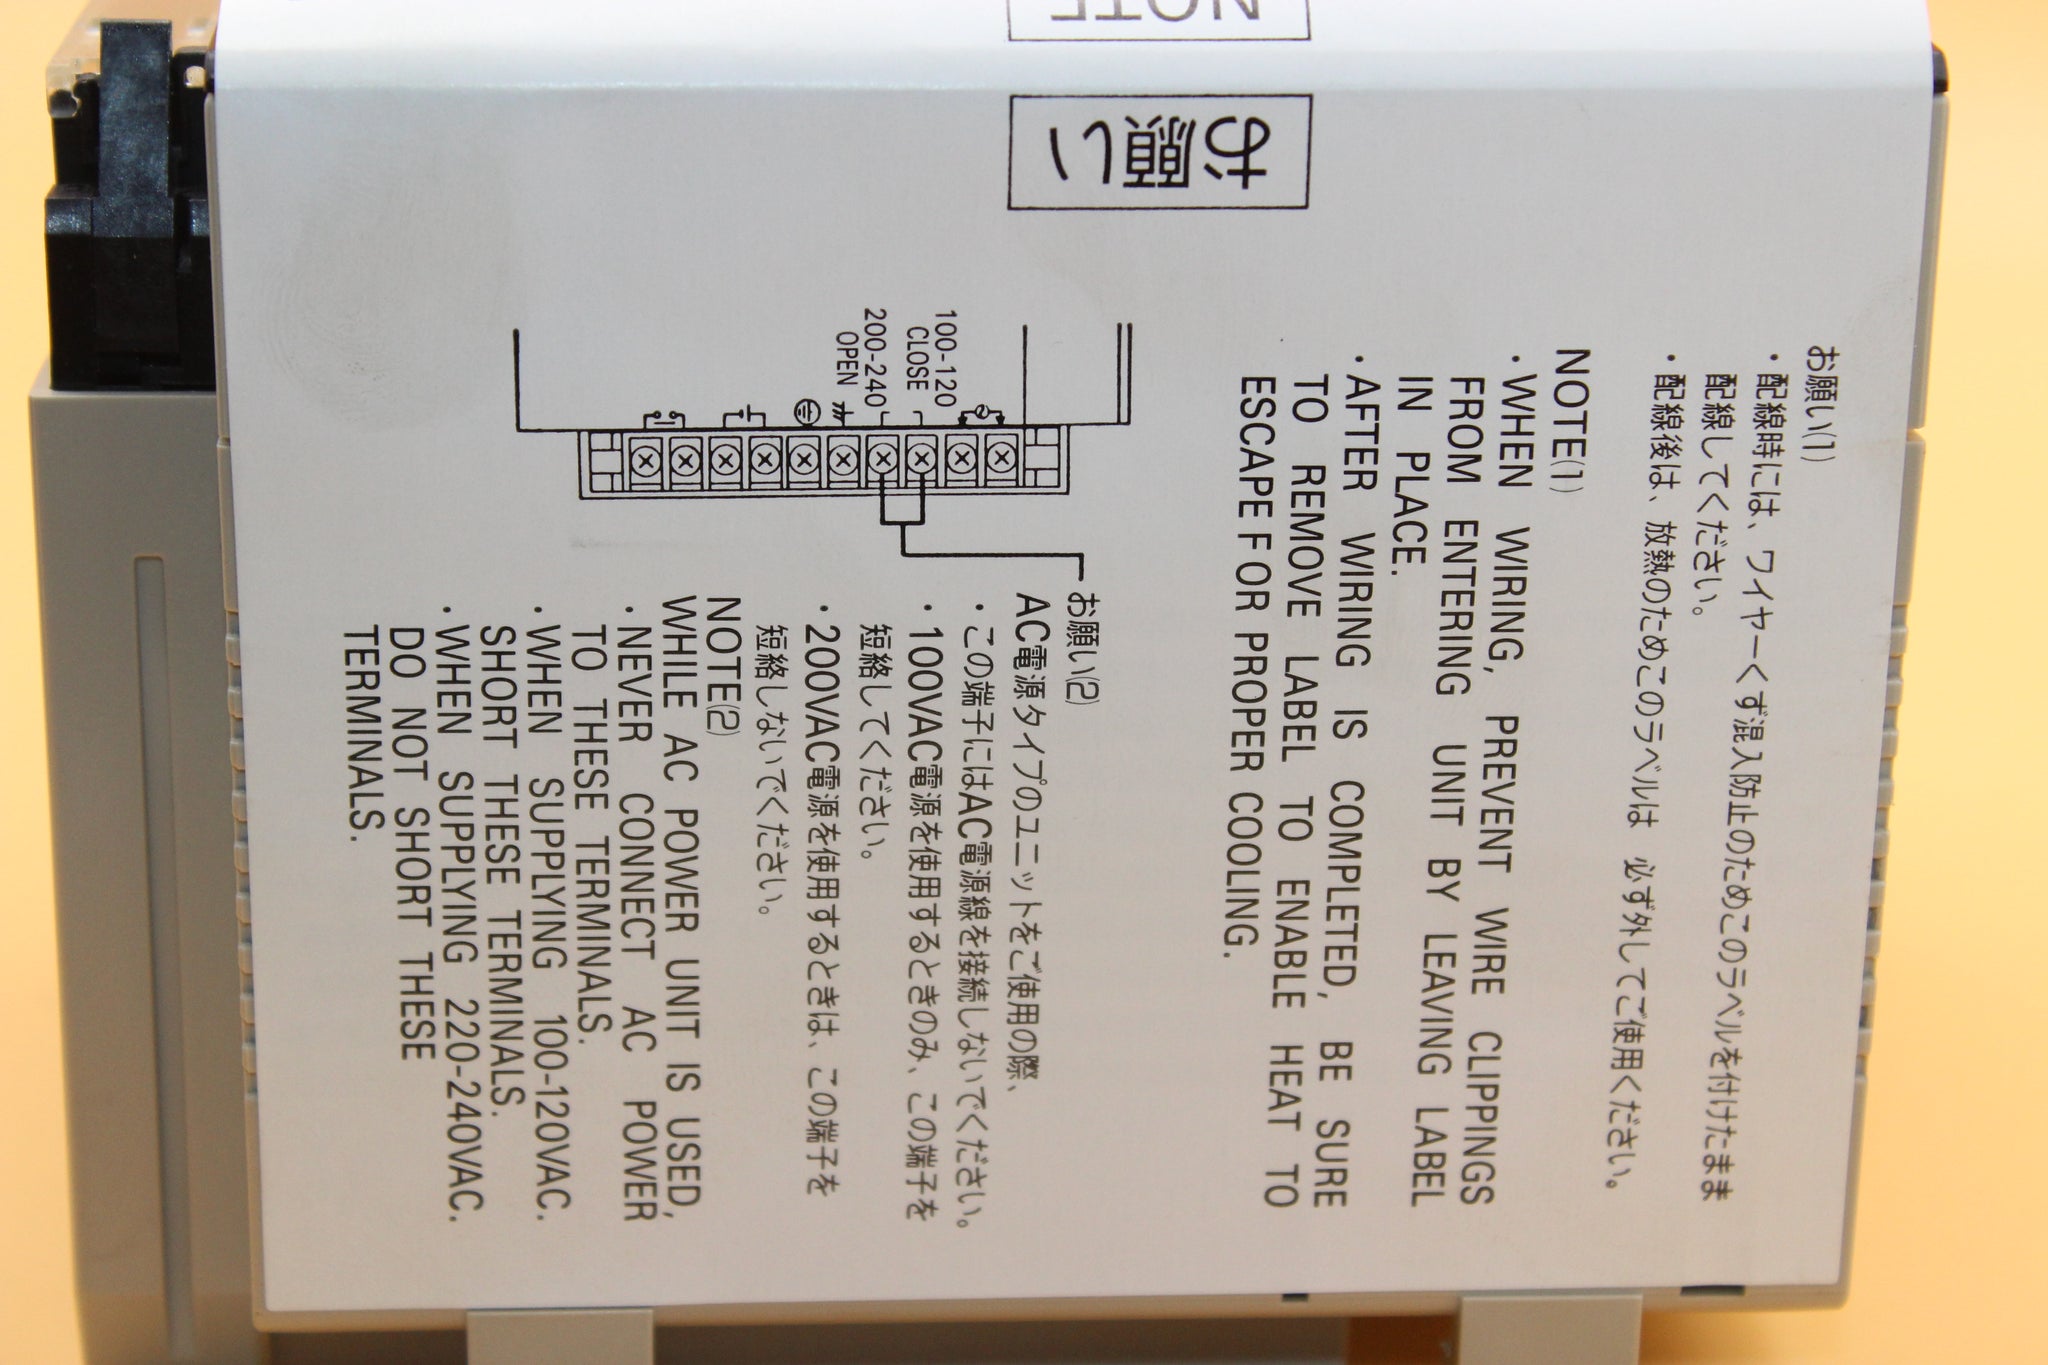 NOTE
お願い
お願い(1)
・配線時には、ワイヤーくず混入防止のためこのラベルを付けたまま
配線してください。
・配線後は、放熱のためこのラベルは 必ず外してご使用ください。
NOTE(1)
・WHEN WIRING, PREVENT WIRE CLIPPINGS
FROM ENTERING UNIT BY LEAVING LABEL
IN PLACE.
・AFTER WIRING IS COMPLETED, BE SURE
TO REMOVE LABEL TO ENABLE HEAT TO
ESCAPE FOR PROPER COOLING.
100-120
CLOSE
200-240
OPEN
お願い(2)
AC電源タイプのユニットをご使用の際、
・この端子にはAC電源線を接続しないでください。
・100VAC電源を使用するときのみ、この端子を
短絡してください。
・200VAC電源を使用するときは、この端子を
短絡しないでください。
NOTE(2)
WHILE AC POWER UNIT IS USED,
・NEVER CONNECT AC POWER
TO THESE TERMINALS.
・WHEN SUPPLYING 100-120VAC.
SHORT THESE TERMINALS.
・WHEN SUPPLYING 220-240VAC.
DO NOT SHORT THESE
TERMINALS.